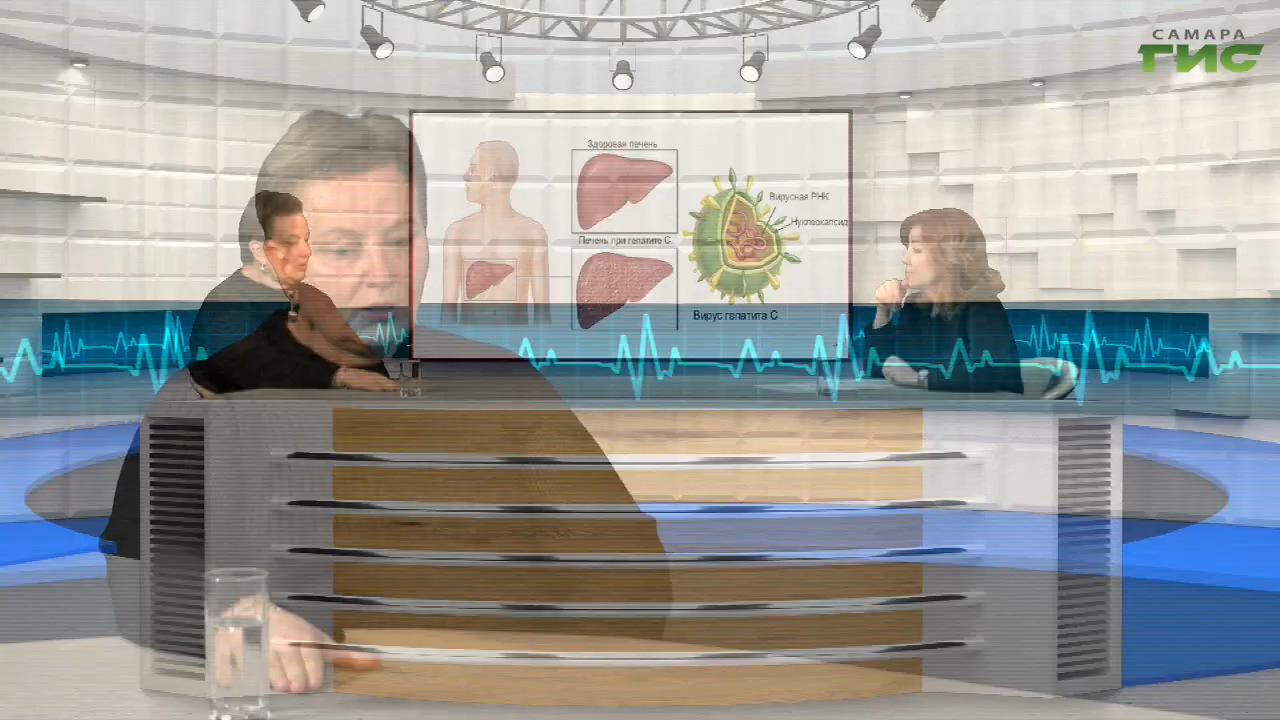 САМАРА
ГИС
Здоровая печень
Вирусная РНК
Нуклеокапсид
Печень при гепатите С
Вирус гепатита С